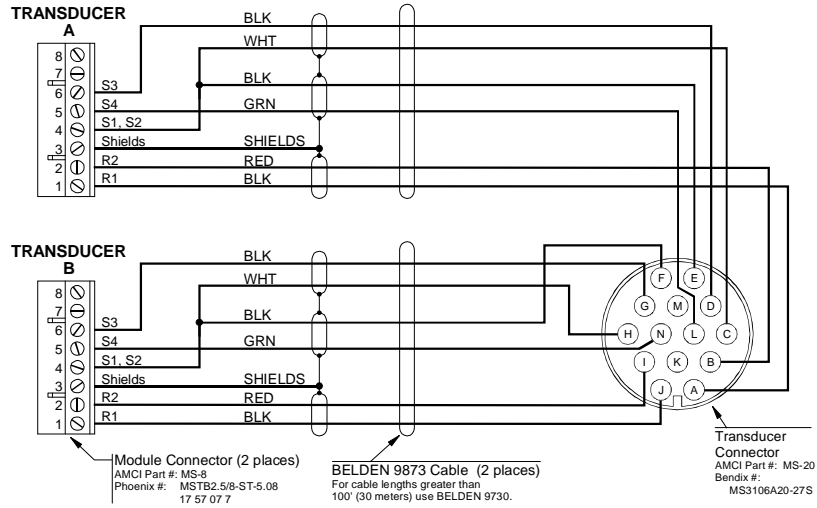 TRANSDUCER
A
8
7
6
5
4
3
2
1
S3
S4
S1, S2
Shields
R2
R1
BLK
WHT
BLK
GRN
SHIELDS
RED
BLK
TRANSDUCER
B
8
7
6
5
4
3
2
1
S3
S4
S1, S2
Shields
R2
R1
BLK
WHT
BLK
GRN
SHIELDS
RED
BLK
F E
G M D
H N L C
I K B
J A
Module Connector (2 places)
AMCI Part #: MS-8
Phoenix #: MSTB2.5/8-ST-5.08
17 57 07 7
BELDEN 9873 Cable (2 places)
For cable lengths greater than
100' (30 meters) use BELDEN 9730.
Transducer
Connector
AMCI Part #: MS-20
Bendix #:
MS3106A20-27S